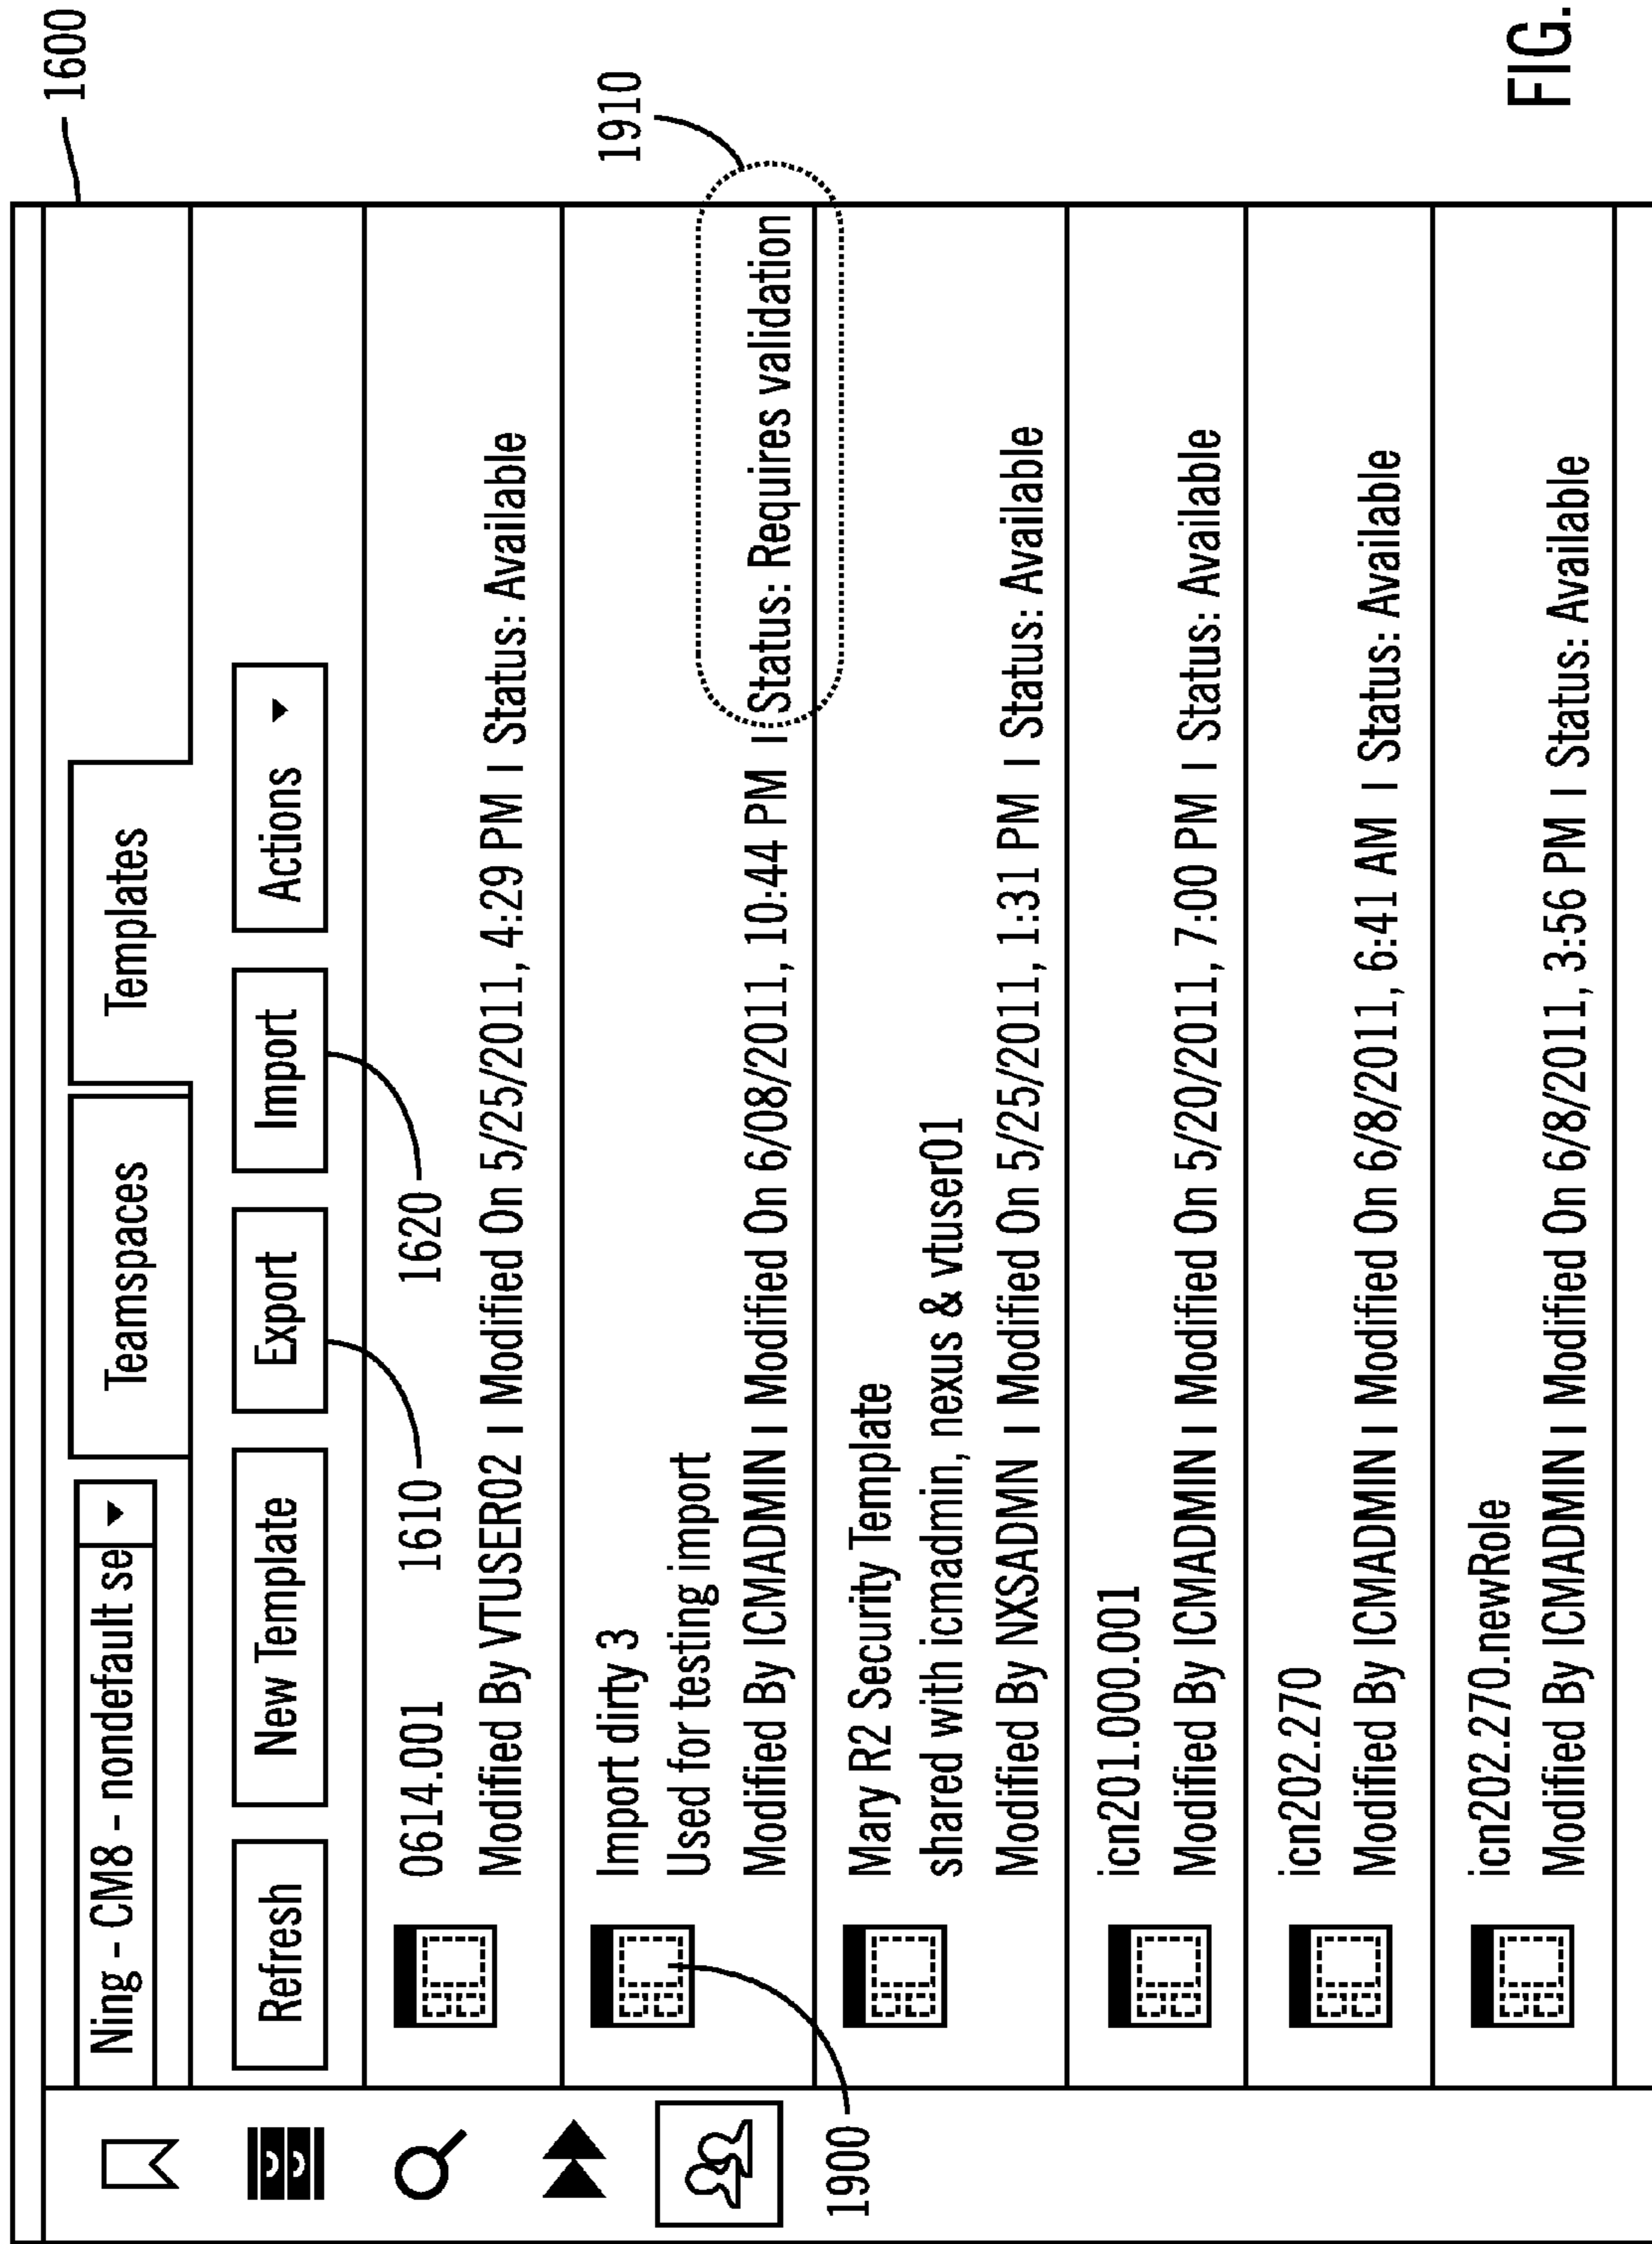 1600
Ning - CM8 - nondefault se
Teamspaces
Templates
Refresh
New Template
Export
Import
Actions
1610
1620
0614.001
Modified By VTUSER02 I Modified On 5/25/2011, 4:29 PM I Status: Available
1910
Import dirty 3
Used for testing import
Modified By ICMADMIN I Modified On 6/08/2011, 10:44 PM I Status: Requires validation
1900
Mary R2 Security Template
shared with icmadmin, nexus & vtuser01
Modified By NXSADMN I Modified On 5/25/2011, 1:31 PM I Status: Available
icn201.000.001
Modified By ICMADMIN I Modified On 5/20/2011, 7:00 PM I Status: Available
icn202.270
Modified By ICMADMIN I Modified On 6/8/2011, 6:41 AM I Status: Available
icn202.270.newRole
Modified By ICMADMIN I Modified On 6/8/2011, 3:56 PM I Status: Available
FIG.